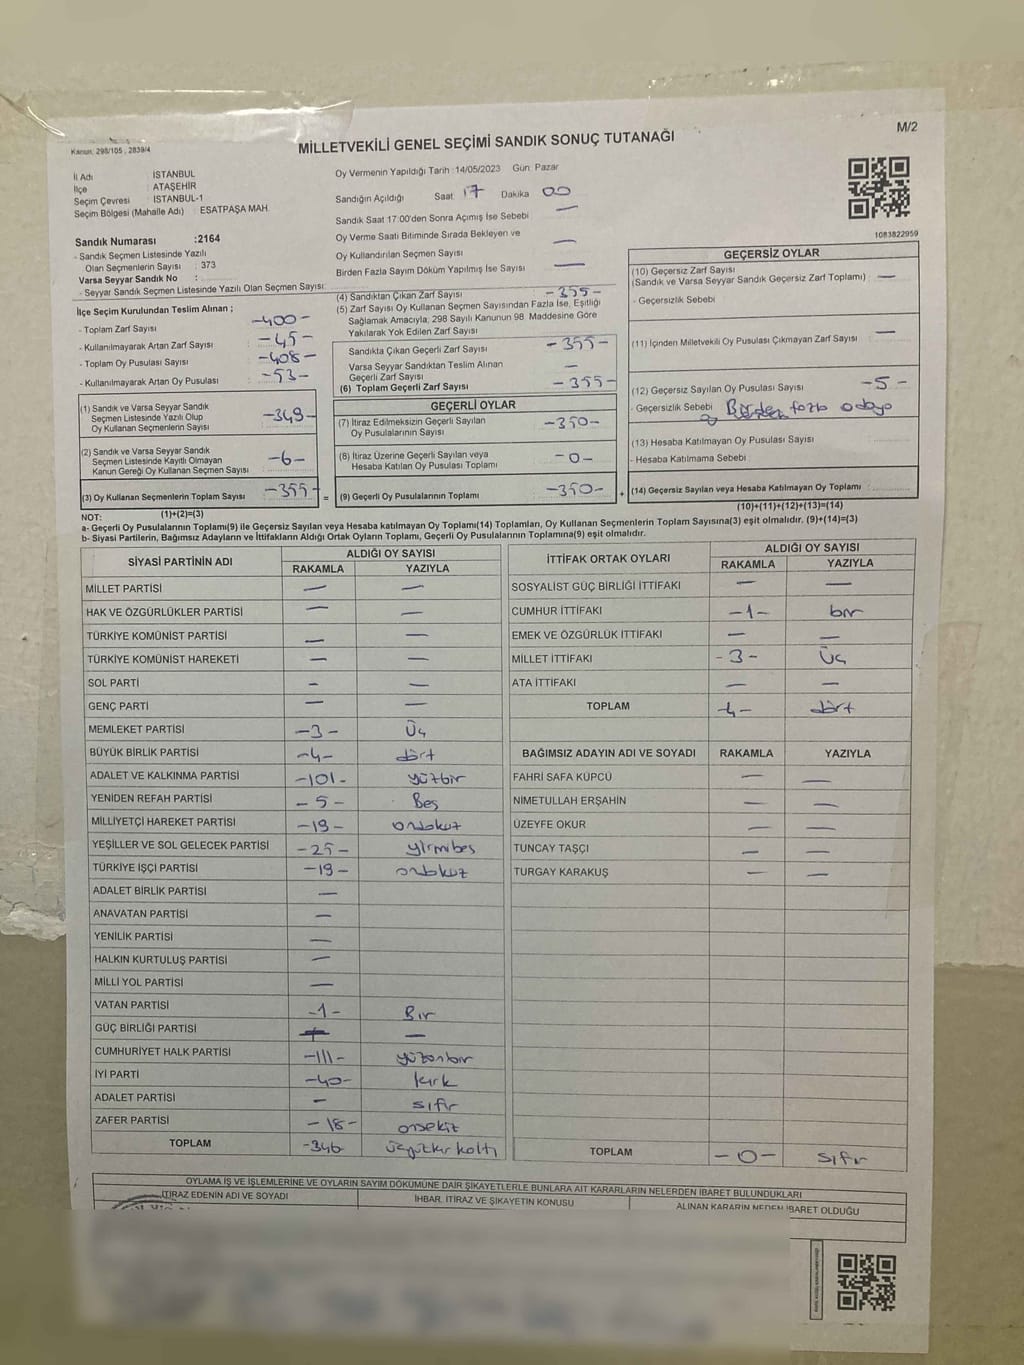 M/2
Kanun, 298/105, 2839/4
MİLLETVEKİLİ GENEL SEÇİMİ SANDIK SONUÇ TUTANAĞI
İl Adı : İSTANBUL
İlçe : ATAŞEHİR
Seçim Çevresi : İSTANBUL-1
Seçim Bölgesi (Mahalle Adı) : ESATPAŞA MAH.
Oy Vermenin Yapıldığı Tarih :14/05/2023 Gün: Pazar
Sandığın Açıldığı Saat 17 Dakika 00
Sandık Saat 17:00'den Sonra Açımış İse Sebebi —
Oy Verme Saati Bitiminde Sırada Bekleyen ve
Oy Kullandırılan Seçmen Sayısı —
Birden Fazla Sayım Döküm Yapılmış İse Sayısı —
1083822959
Sandık Numarası :2164
- Sandık Seçmen Listesinde Yazılı
Olan Seçmenlerin Sayısı : 373
Varsa Seyyar Sandık No :
- Seyyar Sandık Seçmen Listesinde Yazılı Olan Seçmen Sayısı:
İlçe Seçim Kurulundan Teslim Alınan ;
- Toplam Zarf Sayısı -400-
- Kullanılmayarak Artan Zarf Sayısı -45-
- Toplam Oy Pusulası Sayısı -408-
- Kullanılmayarak Artan Oy Pusulası -53-
(1) Sandık ve Varsa Seyyar Sandık
Seçmen Listesinde Yazılı Olup
Oy Kullanan Seçmenlerin Sayısı -349-
(2) Sandık ve Varsa Seyyar Sandık
Seçmen Listesinde Kayıtlı Olmayan
Kanun Gereği Oy Kullanan Seçmen Sayısı -6-
(3) Oy Kullanan Seçmenlerin Toplam Sayısı -355-
(1)+(2)=(3)
(4) Sandıktan Çıkan Zarf Sayısı -355-
(5) Zarf Sayısı Oy Kullanan Seçmen Sayısından Fazla İse, Eşitliği
Sağlamak Amacıyla, 298 Sayılı Kanunun 98. Maddesine Göre
Yakılarak Yok Edilen Zarf Sayısı
Sandıkta Çıkan Geçerli Zarf Sayısı -355-
Varsa Seyyar Sandıktan Teslim Alınan
Geçerli Zarf Sayısı —
(6) Toplam Geçerli Zarf Sayısı -355-
GEÇERLİ OYLAR
(7) İtiraz Edilmeksizin Geçerli Sayılan
Oy Pusulalarının Sayısı -350-
(8) İtiraz Üzerine Geçerli Sayılan veya
Hesaba Katılan Oy Pusulası Toplamı -0-
= (9) Geçerli Oy Pusulalarının Toplamı -350-
GEÇERSİZ OYLAR
(10) Geçersiz Zarf Sayısı
(Sandık ve Varsa Seyyar Sandık Geçersiz Zarf Toplamı) —
- Geçersizlik Sebebi
(11) İçinden Milletvekili Oy Pusulası Çıkmayan Zarf Sayısı —
(12) Geçersiz Sayılan Oy Pusulası Sayısı -5-
- Geçersizlik Sebebi Birden fazla
(13) Hesaba Katılmayan Oy Pusulası Sayısı
- Hesaba Katılmama Sebebi
+ (14) Geçersiz Sayılan veya Hesaba Katılmayan Oy Toplamı
(10)+(11)+(12)+(13)=(14)
NOT:
a- Geçerli Oy Pusulalarının Toplamı(9) ile Geçersiz Sayılan veya Hesaba katılmayan Oy Toplamı(14) Toplamları, Oy Kullanan Seçmenlerin Toplam Sayısına(3) eşit olmalıdır. (9)+(14)=(3)
b- Siyasi Partilerin, Bağımsız Adayların ve İttifakların Aldığı Ortak Oyların Toplamı, Geçerli Oy Pusulalarının Toplamına(9) eşit olmalıdır.
SİYASİ PARTİNİN ADI ALDIĞI OY SAYISI
RAKAMLA YAZIYLA
MİLLET PARTİSİ — —
HAK VE ÖZGÜRLÜKLER PARTİSİ — —
TÜRKİYE KOMÜNİST PARTİSİ — —
TÜRKİYE KOMÜNİST HAREKETİ — —
SOL PARTİ - —
GENÇ PARTİ — —
MEMLEKET PARTİSİ -3- Üç
BÜYÜK BİRLİK PARTİSİ -4- dört
ADALET VE KALKINMA PARTİSİ -101- yüzbir
YENİDEN REFAH PARTİSİ -5- Beş
MİLLİYETÇİ HAREKET PARTİSİ -19- ondokuz
YEŞİLLER VE SOL GELECEK PARTİSİ -25- yirmibeş
TÜRKİYE İŞÇİ PARTİSİ -19- ondokuz
ADALET BİRLİK PARTİSİ —
ANAVATAN PARTİSİ —
YENİLİK PARTİSİ —
HALKIN KURTULUŞ PARTİSİ —
MİLLİ YOL PARTİSİ —
VATAN PARTİSİ -1- Bir
GÜÇ BİRLİĞİ PARTİSİ —
CUMHURİYET HALK PARTİSİ -111- yüzonbir
İYİ PARTİ -40- kırk
ADALET PARTİSİ - sıfır
ZAFER PARTİSİ -18- onsekiz
TOPLAM -346- üçyüzkırkaltı
İTTİFAK ORTAK OYLARI ALDIĞI OY SAYISI
RAKAMLA YAZIYLA
SOSYALİST GÜÇ BİRLİĞİ İTTİFAKI — —
CUMHUR İTTİFAKI -1- bir
EMEK VE ÖZGÜRLÜK İTTİFAKI — —
MİLLET İTTİFAKI -3- Üç
ATA İTTİFAKI — —
TOPLAM -4- dört
BAĞIMSIZ ADAYIN ADI VE SOYADI RAKAMLA YAZIYLA
FAHRİ SAFA KÜPCÜ — —
NİMETULLAH ERŞAHİN — —
ÜZEYFE OKUR — —
TUNCAY TAŞÇI — —
TURGAY KARAKUŞ — —
TOPLAM -0- sıfır
OYLAMA İŞ VE İŞLEMLERİNE VE OYLARIN SAYIM DÖKÜMÜNE DAİR ŞİKAYETLERLE BUNLARA AİT KARARLARIN NELERDEN İBARET BULUNDUKLARI
İTİRAZ EDENİN ADI VE SOYADI İHBAR, İTİRAZ VE ŞİKAYETİN KONUSU ALINAN KARARIN NEDEN İBARET OLDUĞU